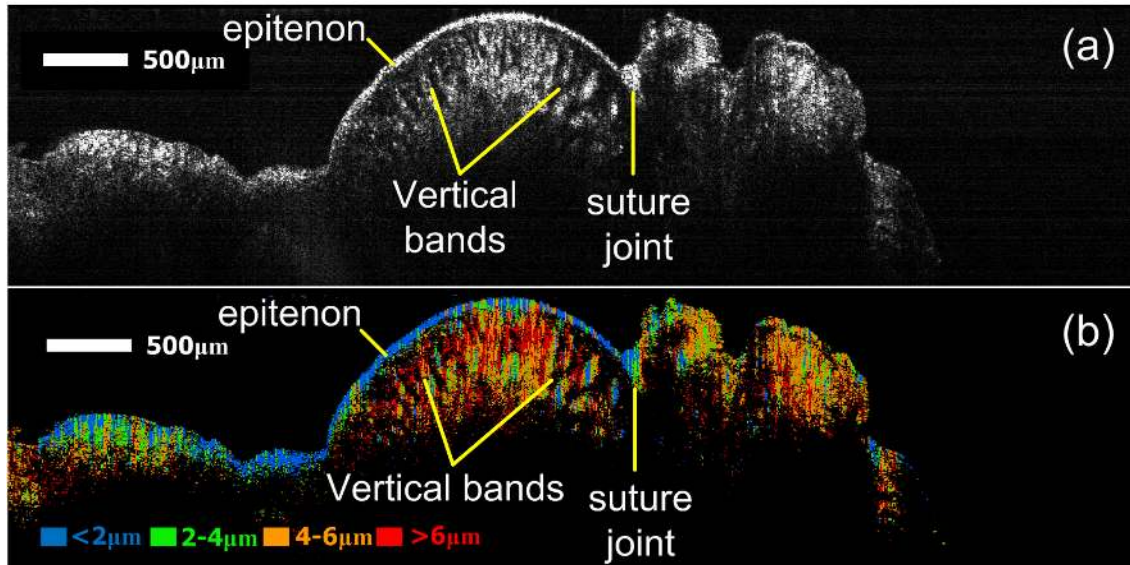 epitenon
(a)
500μm
Vertical
bands
suture
joint
epitenon
(b)
500μm
Vertical bands
suture
joint
<2μm 2-4μm 4-6μm >6μm